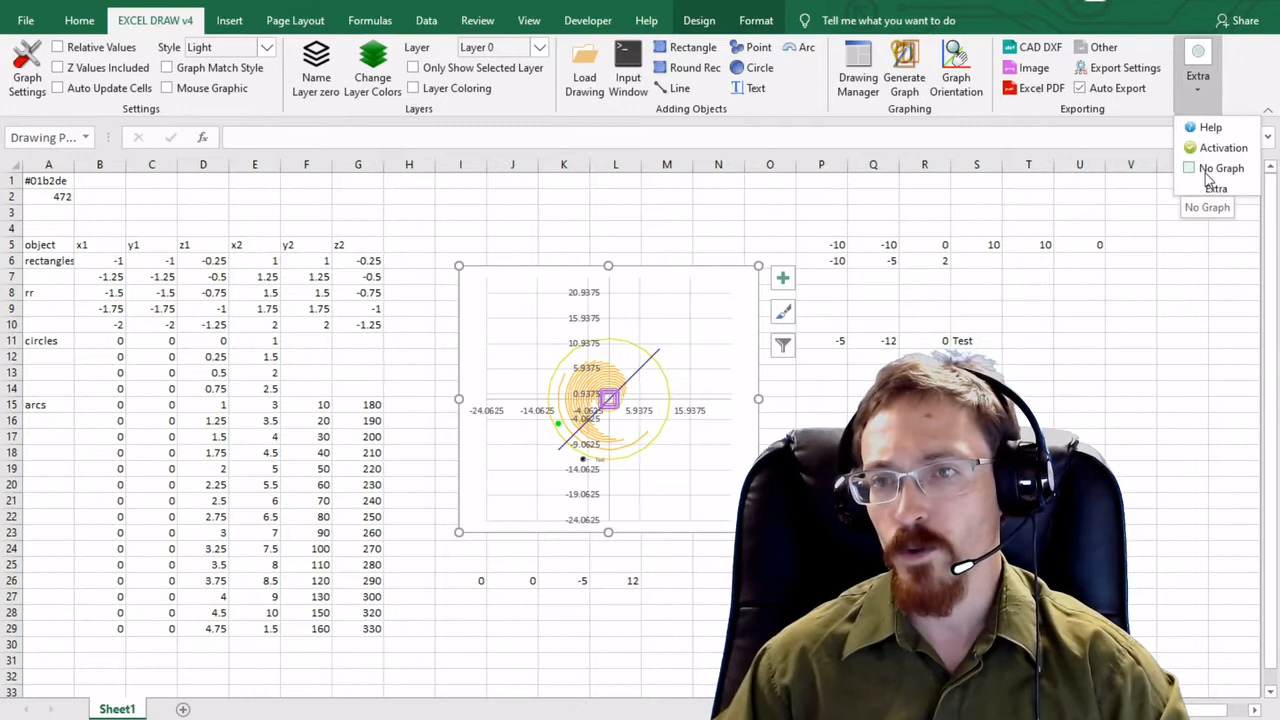 File Home EXCEL DRAW v4 Insert Page Layout Formulas Data Review View Developer Help Design Format Tell me what you want to do Share
Graph Settings
Relative Values
Z Values Included
Auto Update Cells
Style Light
Graph Match Style
Mouse Graphic
Settings
Name Layer zero
Change Layer Colors
Layer Layer 0
Only Show Selected Layer
Layer Coloring
Layers
Load Drawing
Input Window
Rectangle Point Arc
Round Rec Circle
Line Text
Adding Objects
Drawing Manager
Generate Graph
Graph Orientation
Graphing
CAD DXF Other
Image Export Settings
Excel PDF Auto Export
Exporting
Extra
Help
Activation
No Graph
Extra
No Graph
Drawing P... fx
A B C D E F G H I J K L M N O P Q R S T U V
1 #01b2de
2 472
3
4
5 object x1 y1 z1 x2 y2 z2 -10 -10 0 10 10 0
6 rectangles -1 -1 -0.25 1 1 -0.25 -10 -5 2
7 -1.25 -1.25 -0.5 1.25 1.25 -0.5
8 rr -1.5 -1.5 -0.75 1.5 1.5 -0.75
9 -1.75 -1.75 -1 1.75 1.75 -1
10 -2 -2 -1.25 2 2 -1.25
11 circles 0 0 0 1 -5 -12 0 Test
12 0 0 0.25 1.5
13 0 0 0.5 2
14 0 0 0.75 2.5
15 arcs 0 0 1 3 10 180
16 0 0 1.25 3.5 20 190
17 0 0 1.5 4 30 200
18 0 0 1.75 4.5 40 210
19 0 0 2 5 50 220
20 0 0 2.25 5.5 60 230
21 0 0 2.5 6 70 240
22 0 0 2.75 6.5 80 250
23 0 0 3 7 90 260
24 0 0 3.25 7.5 100 270
25 0 0 3.5 8 110 280
26 0 0 3.75 8.5 120 290 0 0 -5 12
27 0 0 4 9 130 300
28 0 0 4.5 10 150 320
29 0 0 4.75 1.5 160 330
30
31
32
33
20.9375
15.9375
10.9375
5.9375
0.9375
-24.0625 -14.0625 -4.0625 5.9375 15.9375
-4.0625
-9.0625
-14.0625
-19.0625
-24.0625
Sheet1